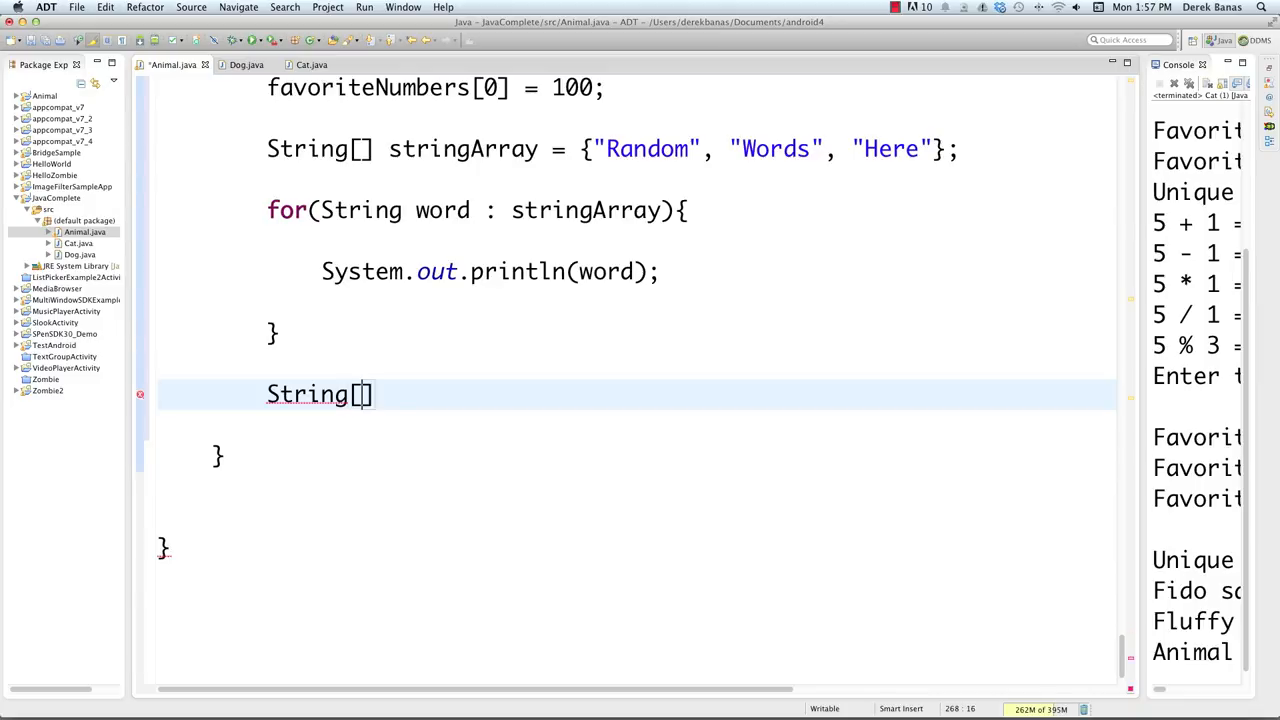 ADT File Edit Refactor Source Navigate Search Project Run Window Help 10 Mon 1:57 PM Derek Banas
Java - JavaComplete/src/Animal.java - ADT - /Users/derekbanas/Documents/android4
Quick Access Java DDMS
Package Exp
Animal
appcompat_v7
appcompat_v7_2
appcompat_v7_3
appcompat_v7_4
BridgeSample
HelloWorld
HelloZombie
ImageFilterSampleApp
JavaComplete
src
(default package)
Animal.java
Cat.java
Dog.java
JRE System Library [Ja
ListPickerExample2Activi
MediaBrowser
MultiWindowSDKExample
MusicPlayerActivity
SlookActivity
SPenSDK30_Demo
TestAndroid
TextGroupActivity
VideoPlayerActivity
Zombie
Zombie2
*Animal.java Dog.java Cat.java
favoriteNumbers[0] = 100;
String[] stringArray = {"Random", "Words", "Here"};
for(String word : stringArray){
System.out.println(word);
}
String[]
}
}
Console
<terminated> Cat (1) [Java
Favorit
Favorit
Unique
5 + 1 =
5 - 1 =
5 * 1 =
5 / 1 =
5 % 3 =
Enter t
Favorit
Favorit
Favorit
Unique
Fido sa
Fluffy
Animal
Writable Smart Insert 268 : 16 262M of 395M